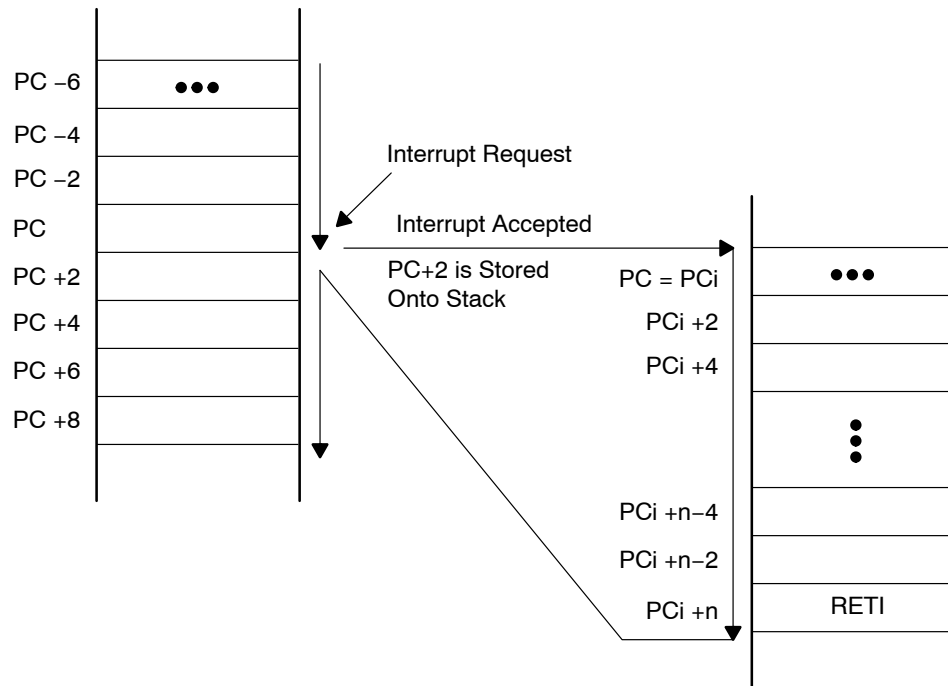 PC −6
PC −4
PC −2
PC
PC +2
PC +4
PC +6
PC +8
Interrupt Request
Interrupt Accepted
PC+2 is Stored
Onto Stack
PC = PCi
PCi +2
PCi +4
PCi +n−4
PCi +n−2
PCi +n
RETI